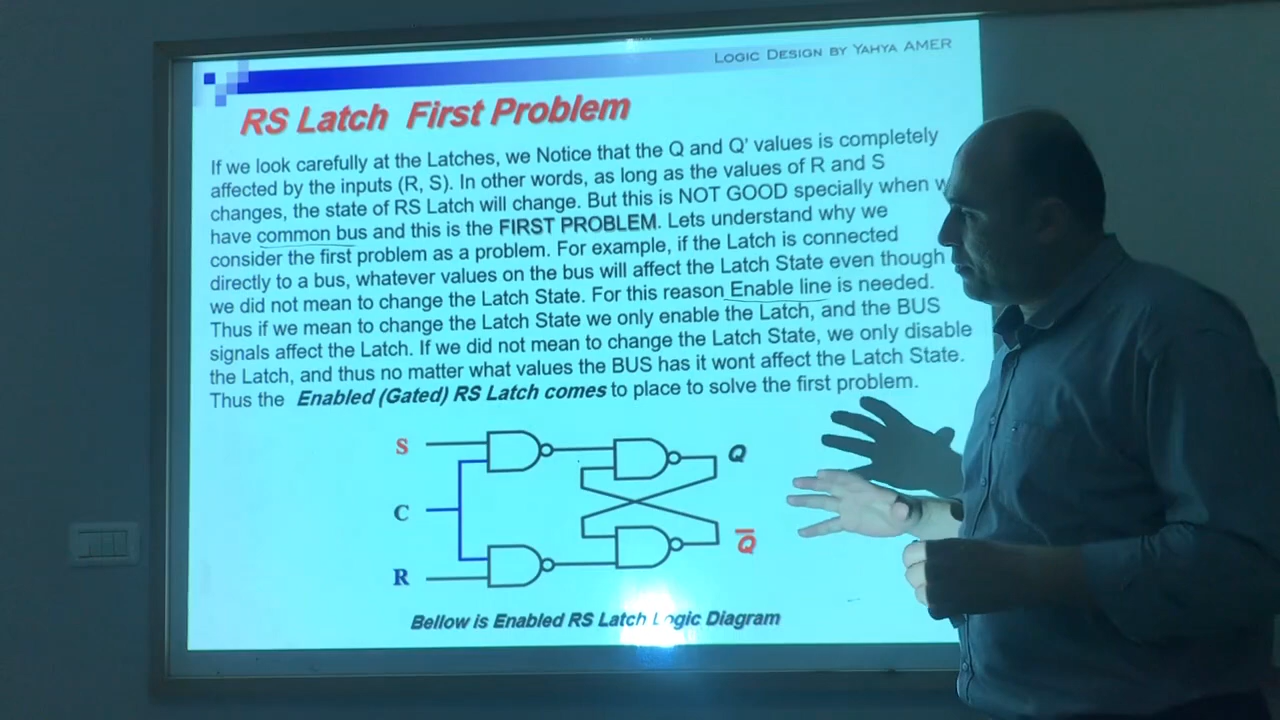 LOGIC DESIGN BY YAHYA AMER
RS Latch First Problem
If we look carefully at the Latches, we Notice that the Q and Q' values is completely
affected by the inputs (R, S). In other words, as long as the values of R and S
changes, the state of RS Latch will change. But this is NOT GOOD specially when
have common bus and this is the FIRST PROBLEM. Lets understand why we
consider the first problem as a problem. For example, if the Latch is connected
directly to a bus, whatever values on the bus will affect the Latch State even though
we did not mean to change the Latch State. For this reason Enable line is needed.
Thus if we mean to change the Latch State we only enable the Latch, and the BUS
signals affect the Latch. If we did not mean to change the Latch State, we only disable
the Latch, and thus no matter what values the BUS has it wont affect the Latch State.
Thus the Enabled (Gated) RS Latch comes to place to solve the first problem.
S
Q
C
Q̅
R
Bellow is Enabled RS Latch Logic Diagram